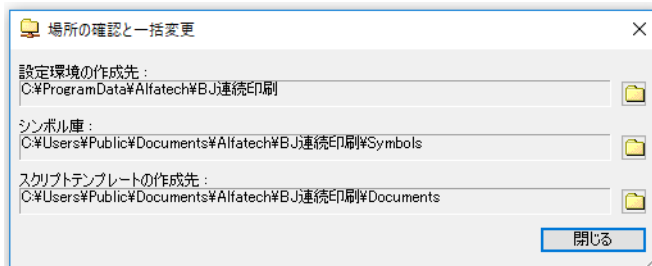 場所の確認と一括変更
設定環境の作成先：
C:¥ProgramData¥Alfatech¥BJ連続印刷
シンボル庫：
C:¥Users¥Public¥Documents¥Alfatech¥BJ連続印刷¥Symbols
スクリプトテンプレートの作成先：
C:¥Users¥Public¥Documents¥Alfatech¥BJ連続印刷¥Documents
閉じる